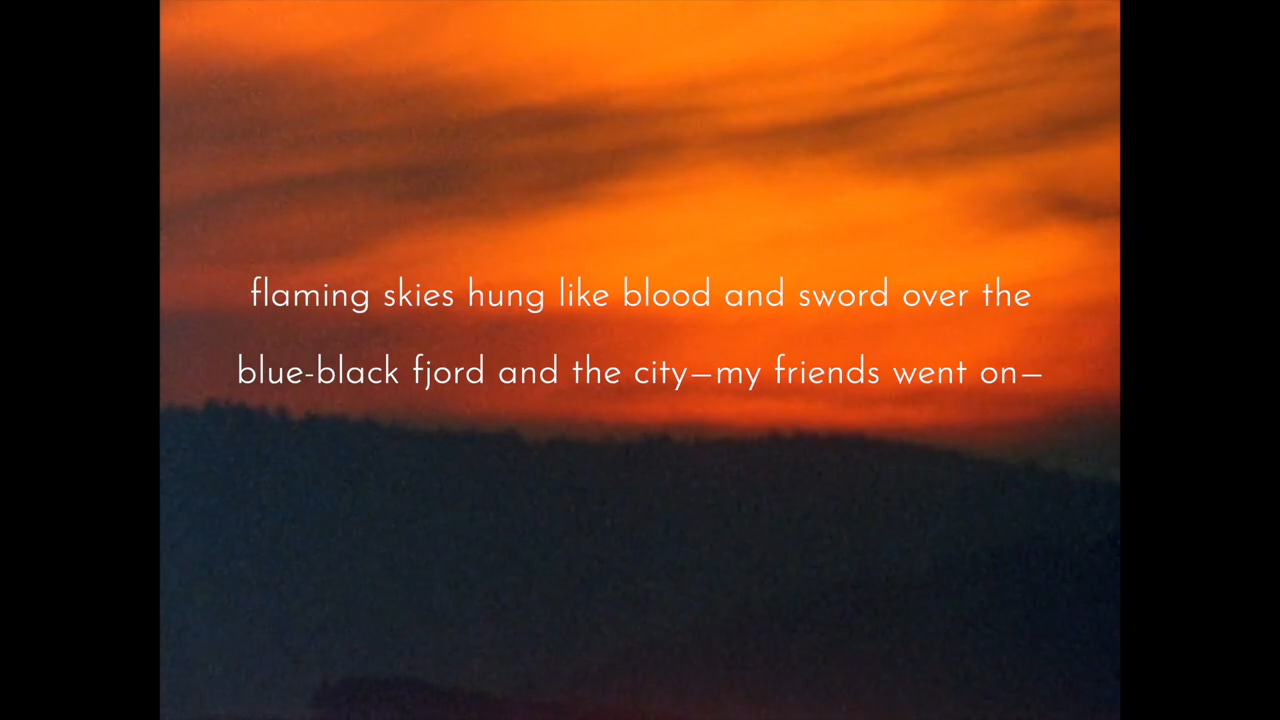 flaming skies hung like blood and sword over the
blue-black fjord and the city—my friends went on—